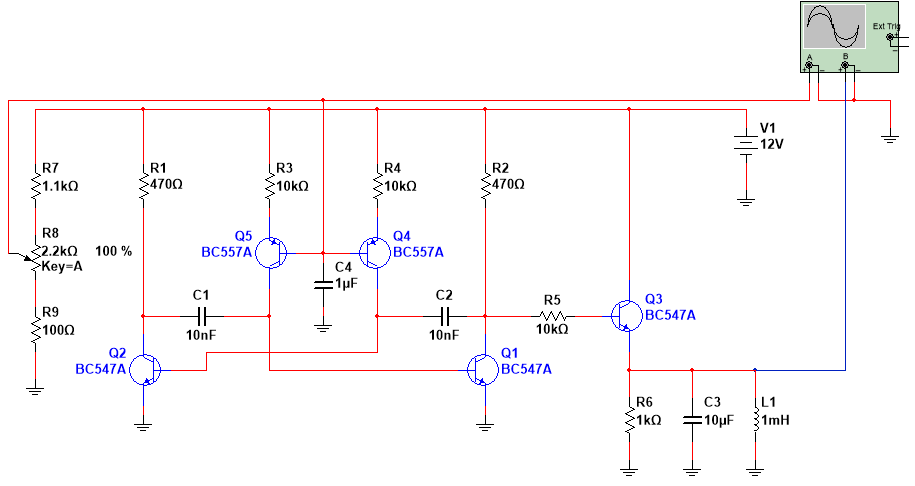 Ext Trig
+
−
A
B
+ −
+ −
V1
12V
R7
1.1kΩ
R1
470Ω
R3
10kΩ
R4
10kΩ
R2
470Ω
R8
2.2kΩ
Key=A
100 %
Q5
BC557A
Q4
BC557A
C4
1µF
R9
100Ω
C1
10nF
C2
10nF
R5
10kΩ
Q3
BC547A
Q2
BC547A
Q1
BC547A
R6
1kΩ
C3
10µF
L1
1mH